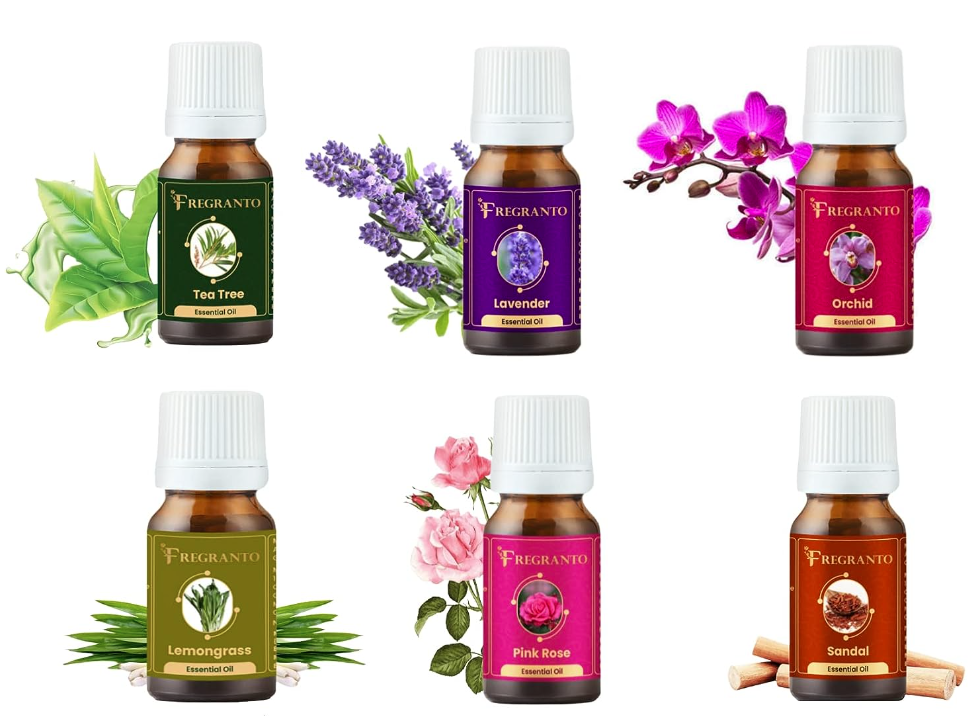 FREGRANTO
Tea Tree
Essential Oil
FREGRANTO
Lavender
Essential Oil
FREGRANTO
Orchid
Essential Oil
FREGRANTO
Lemongrass
Essential Oil
FREGRANTO
Pink Rose
Essential Oil
FREGRANTO
Sandal
Essential Oil